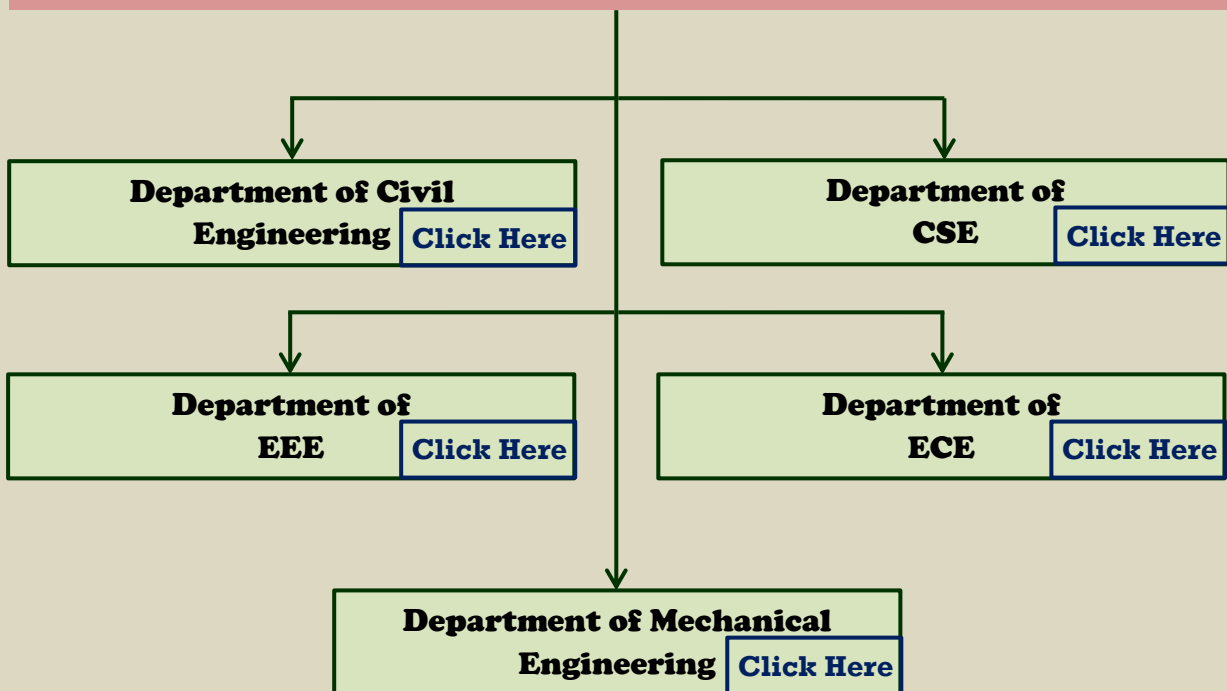 Department of Civil
Engineering Click Here
Department of
CSE Click Here
Department of
EEE Click Here
Department of
ECE Click Here
Department of Mechanical
Engineering Click Here